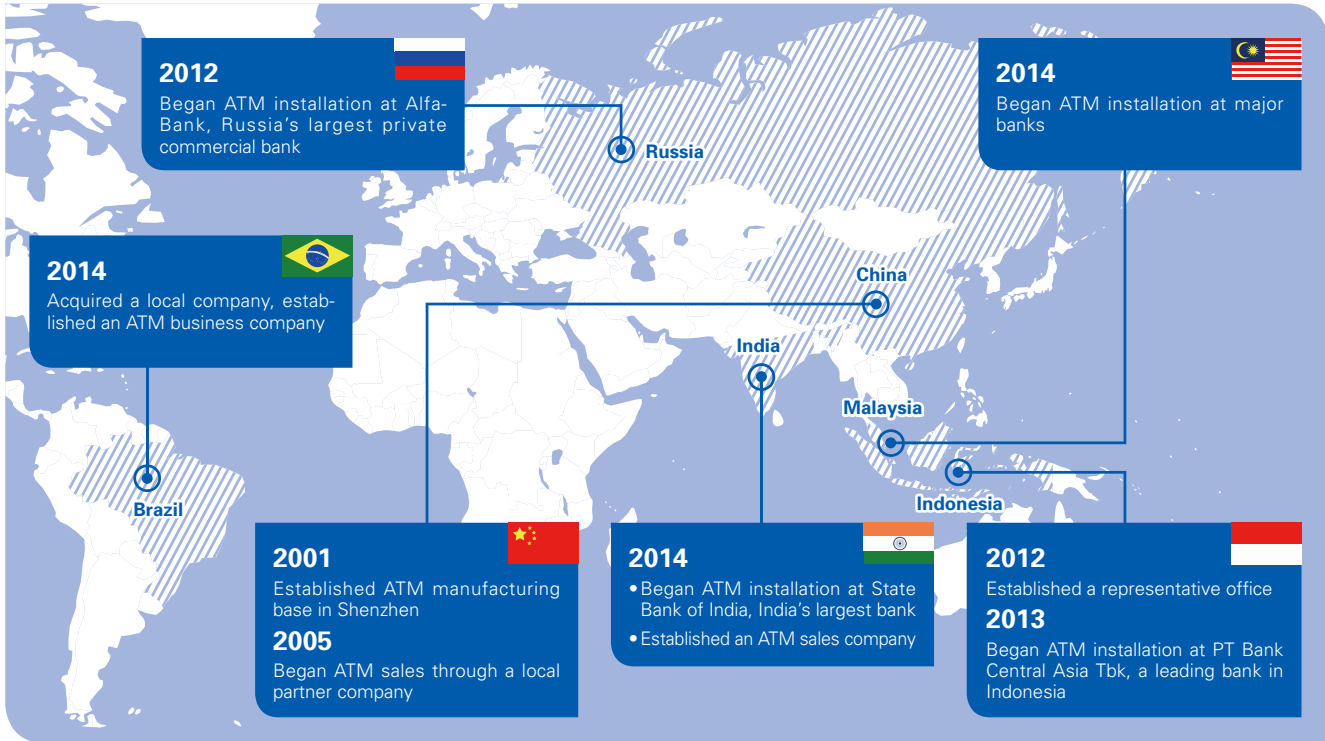 2012
Began ATM installation at Alfa-
Bank, Russia's largest private
commercial bank
Russia
2014
Began ATM installation at major
banks
2014
Acquired a local company, estab-
lished an ATM business company
China
India
Malaysia
Indonesia
Brazil
2001
Established ATM manufacturing
base in Shenzhen
2005
Began ATM sales through a local
partner company
2014
• Began ATM installation at State
Bank of India, India's largest bank
• Established an ATM sales company
2012
Established a representative office
2013
Began ATM installation at PT Bank
Central Asia Tbk, a leading bank in
Indonesia